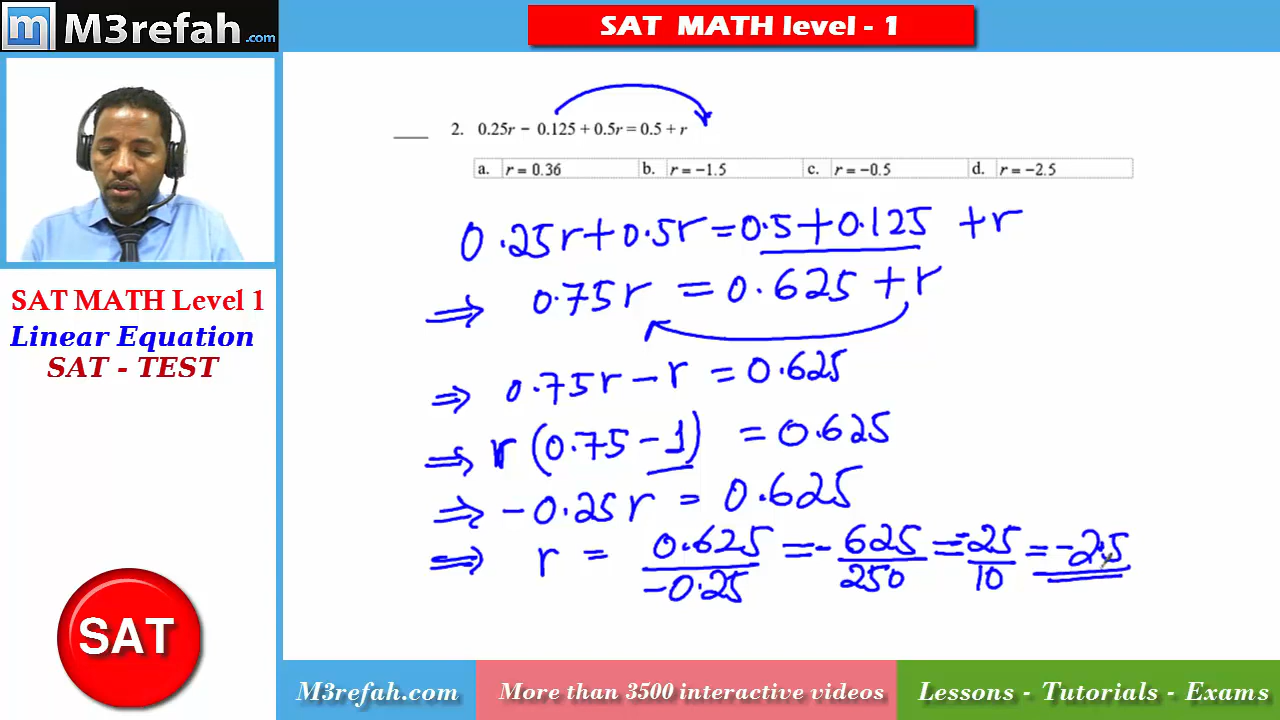 m M3refah.com
SAT MATH level - 1
2. 0.25r − 0.125 + 0.5r = 0.5 + r
a. r = 0.36 b. r = −1.5 c. r = −0.5 d. r = −2.5
0.25r + 0.5r = 0.5 + 0.125 + r
⇒ 0.75r = 0.625 + r
⇒ 0.75r − r = 0.625
⇒ r (0.75 − 1) = 0.625
⇒ −0.25r = 0.625
⇒ r = 0.625/−0.25 = −625/250 = −25/10 = −2.5
SAT MATH Level 1
Linear Equation
SAT - TEST
SAT
M3refah.com
More than 3500 interactive videos
Lessons - Tutorials - Exams